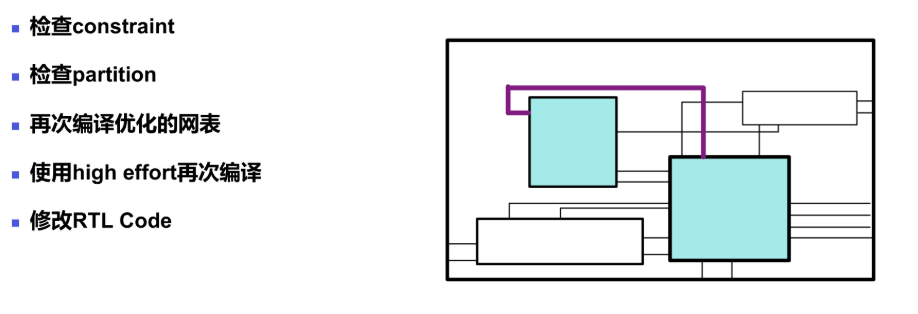 检查constraint
检查partition
再次编译优化的网表
使用high effort再次编译
修改RTL Code